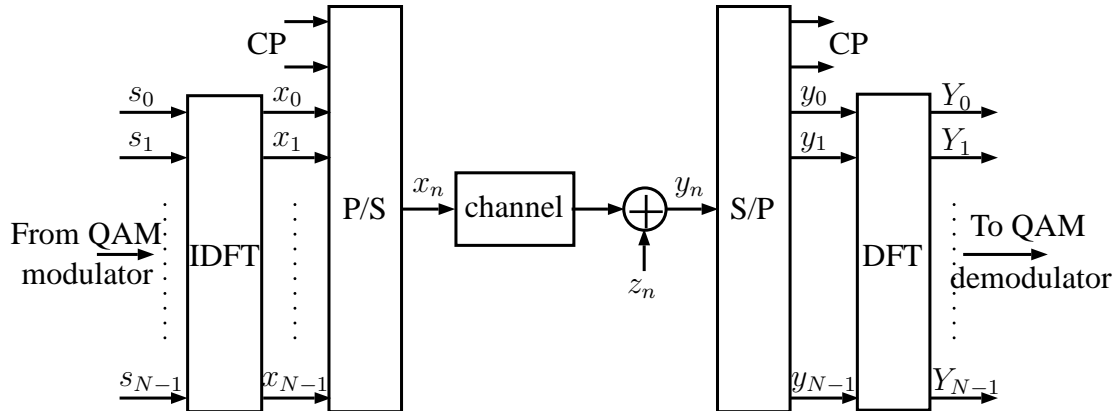 CP
CP
s_0
x_0
y_0
Y_0
s_1
x_1
y_1
Y_1
x_n
y_n
P/S
channel
S/P
From QAM
modulator
IDFT
DFT
To QAM
demodulator
z_n
s_{N-1}
x_{N-1}
y_{N-1}
Y_{N-1}